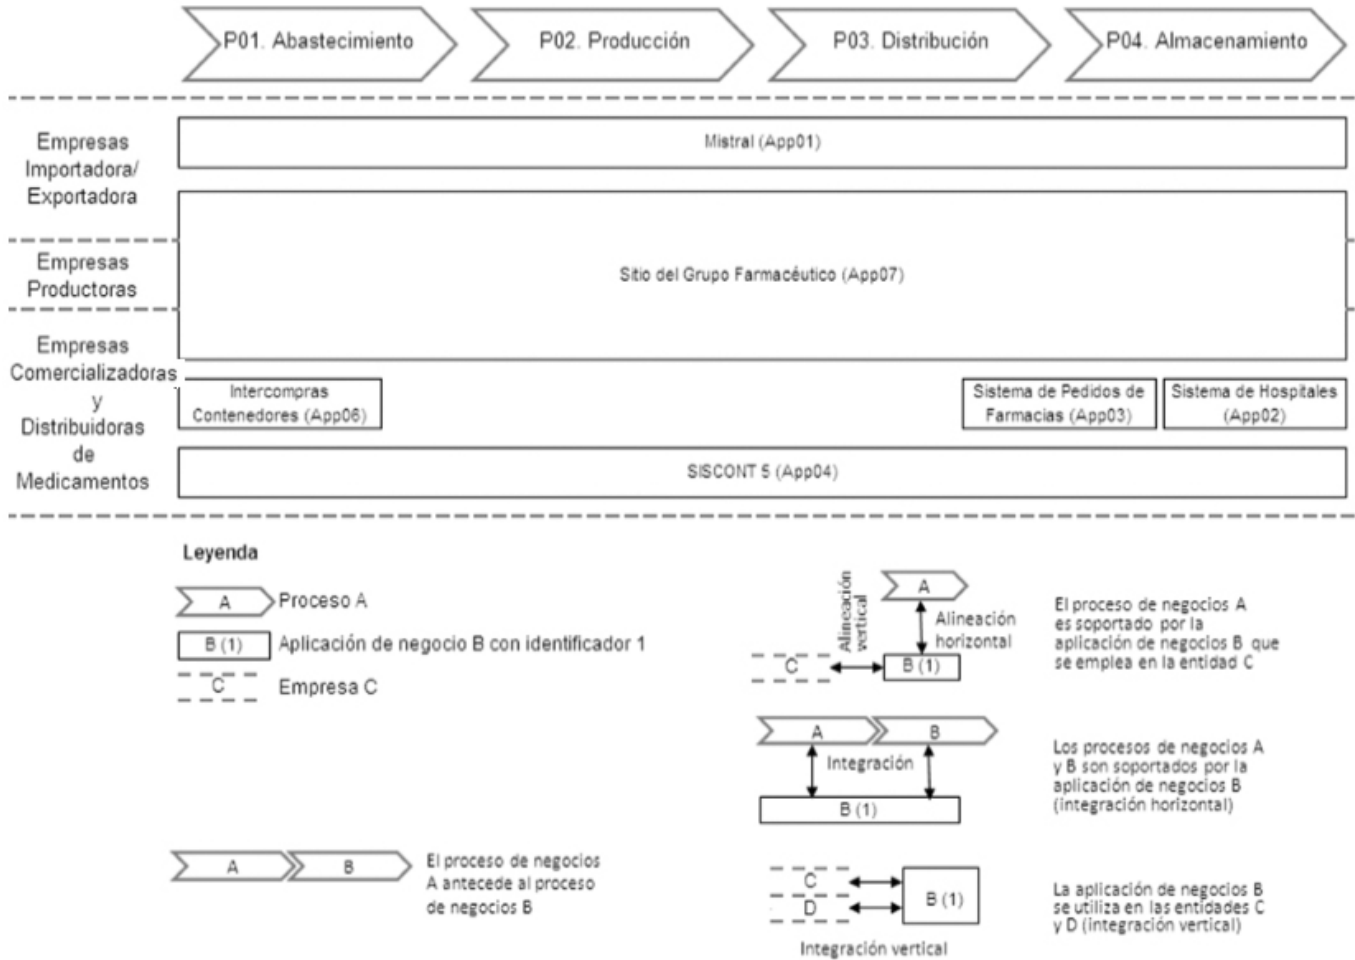 P01. Abastecimiento
P02. Producción
P03. Distribución
P04. Almacenamiento
Empresas
Importadora/
Exportadora
Mistral (App01)
Empresas
Productoras
Sitio del Grupo Farmacéutico (App07)
Empresas
Comercializadoras
y
Distribuidoras
de
Medicamentos
Intercompras
Contenedores (App06)
Sistema de Pedidos de
Farmacias (App03)
Sistema de Hospitales
(App02)
SISCONT 5 (App04)
Leyenda
A
Proceso A
B (1)
Aplicación de negocio B con identificador 1
C
Empresa C
A
B
El proceso de negocios
A antecede al proceso
de negocios B
Alineación
vertical
A
Alineación
horizontal
C
B (1)
El proceso de negocios A
es soportado por la
aplicación de negocios B que
se emplea en la entidad C
A
B
Integración
B (1)
Los procesos de negocios A
y B son soportados por la
aplicación de negocios B
(integración horizontal)
C
D
B (1)
Integración vertical
La aplicación de negocios B
se utiliza en las entidades C
y D (integración vertical)